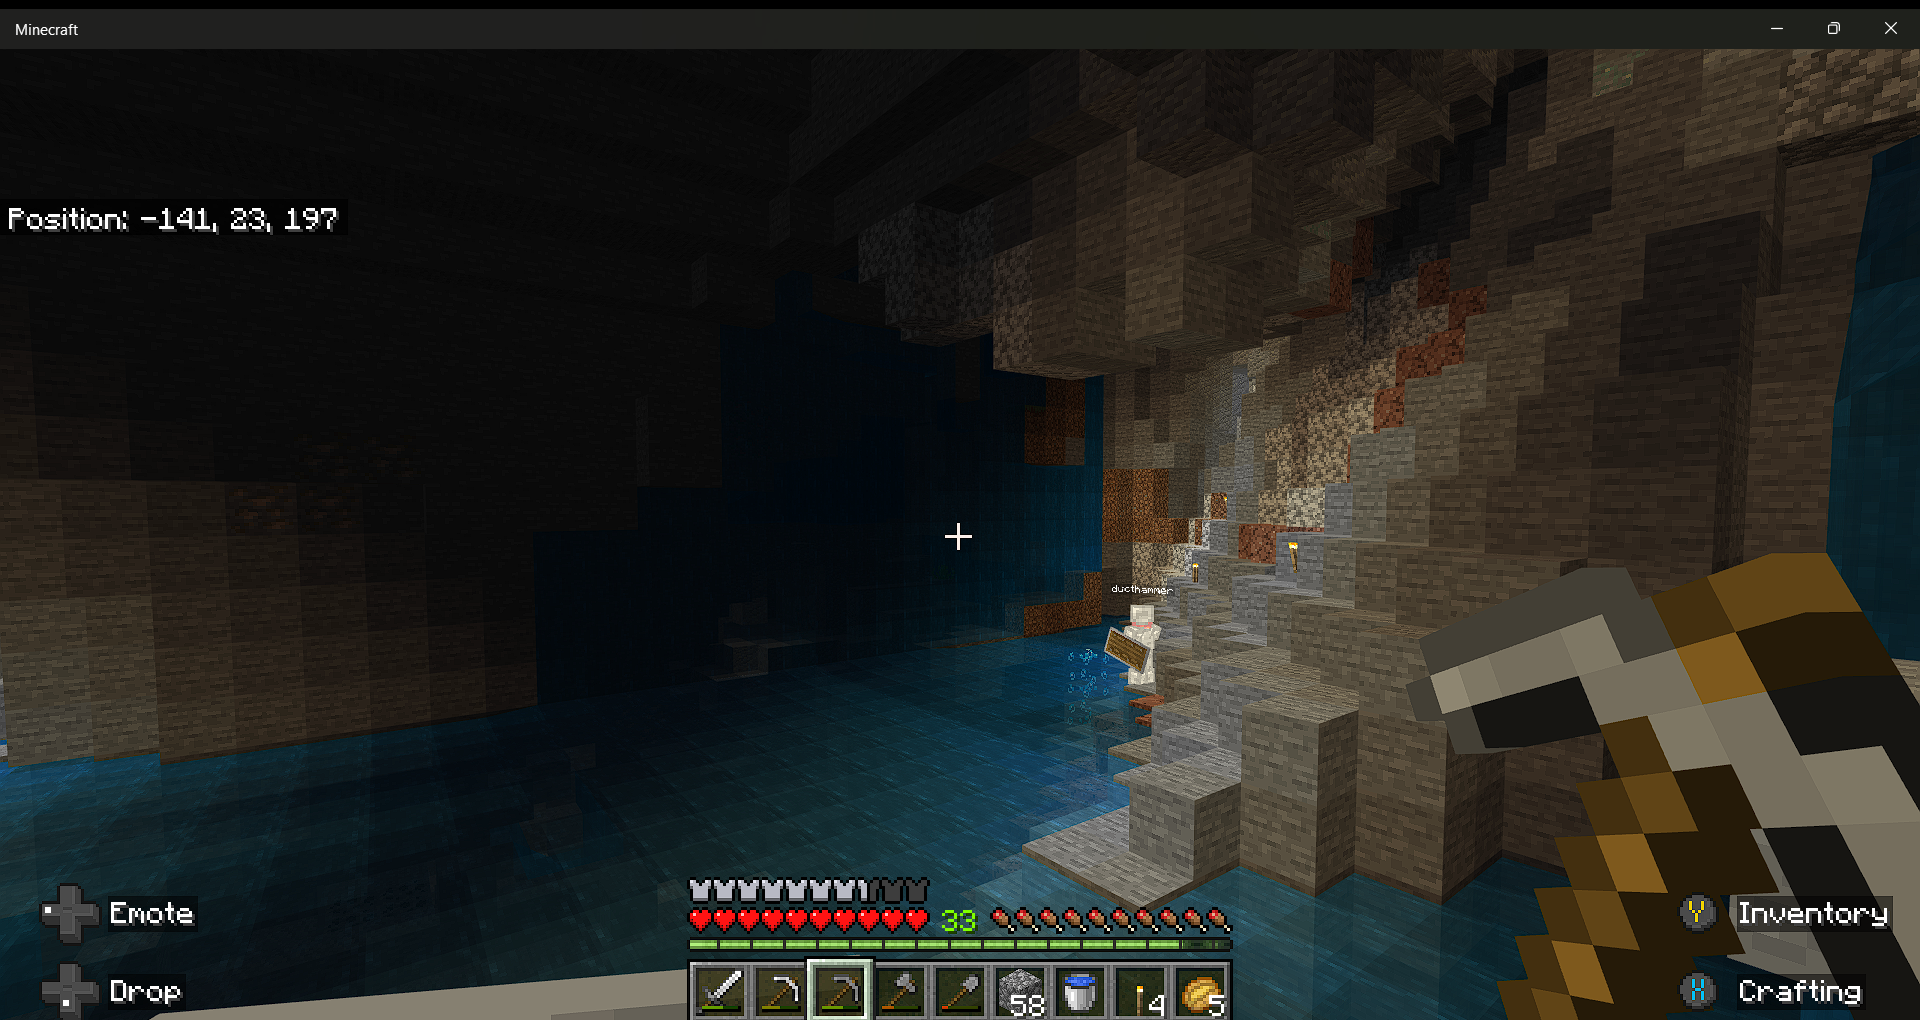 Minecraft
Position: -141, 23, 197
ducthammer
33
Emote
Inventory
Drop
58
4
5
Crafting
Y
X